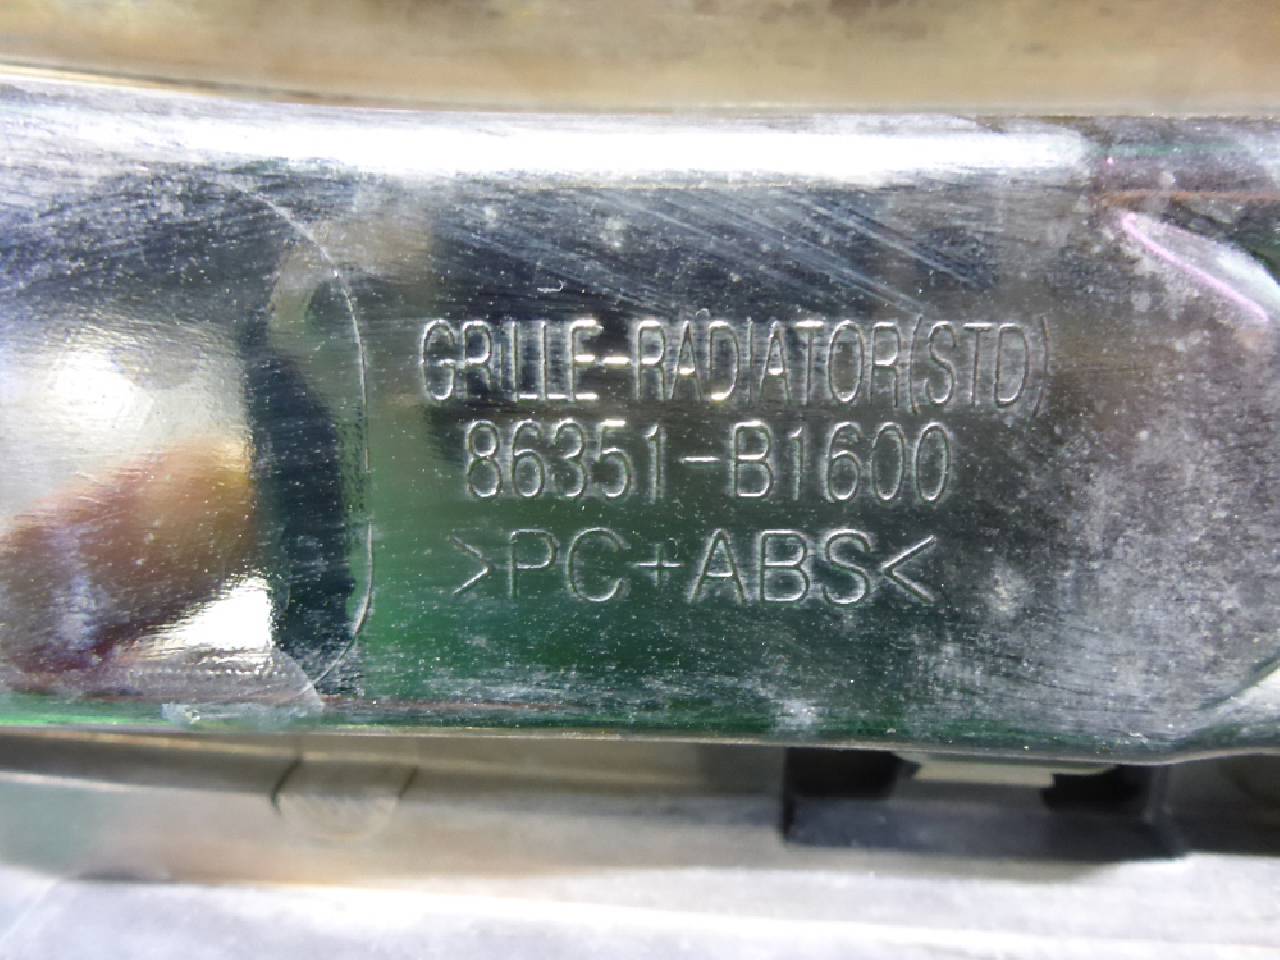 GRILLE-RADIATOR(STD)
86351-B1600
>PC+ABS<